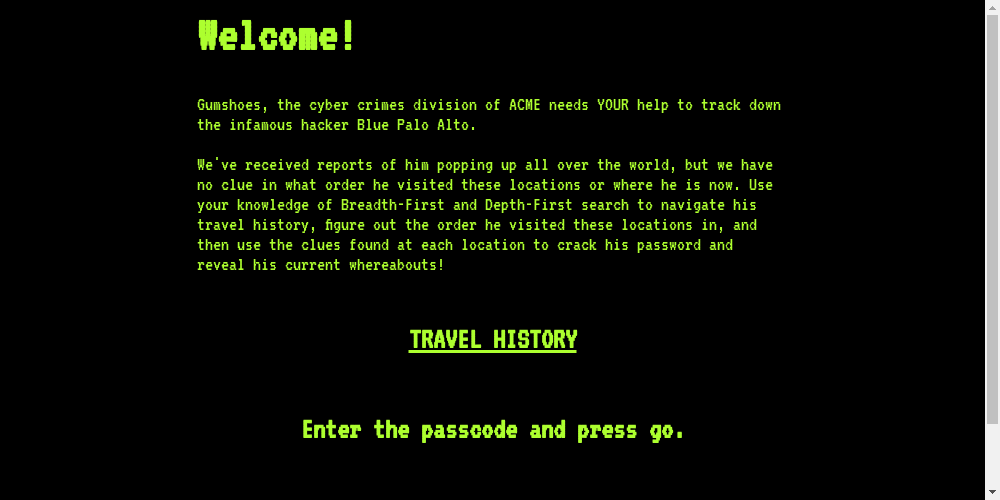 Welcome!
Gumshoes, the cyber crimes division of ACME needs YOUR help to track down
the infamous hacker Blue Palo Alto.
We've received reports of him popping up all over the world, but we have
no clue in what order he visited these locations or where he is now. Use
your knowledge of Breadth-First and Depth-First search to navigate his
travel history, figure out the order he visited these locations in, and
then use the clues found at each location to crack his password and
reveal his current whereabouts!
TRAVEL HISTORY
Enter the passcode and press go.